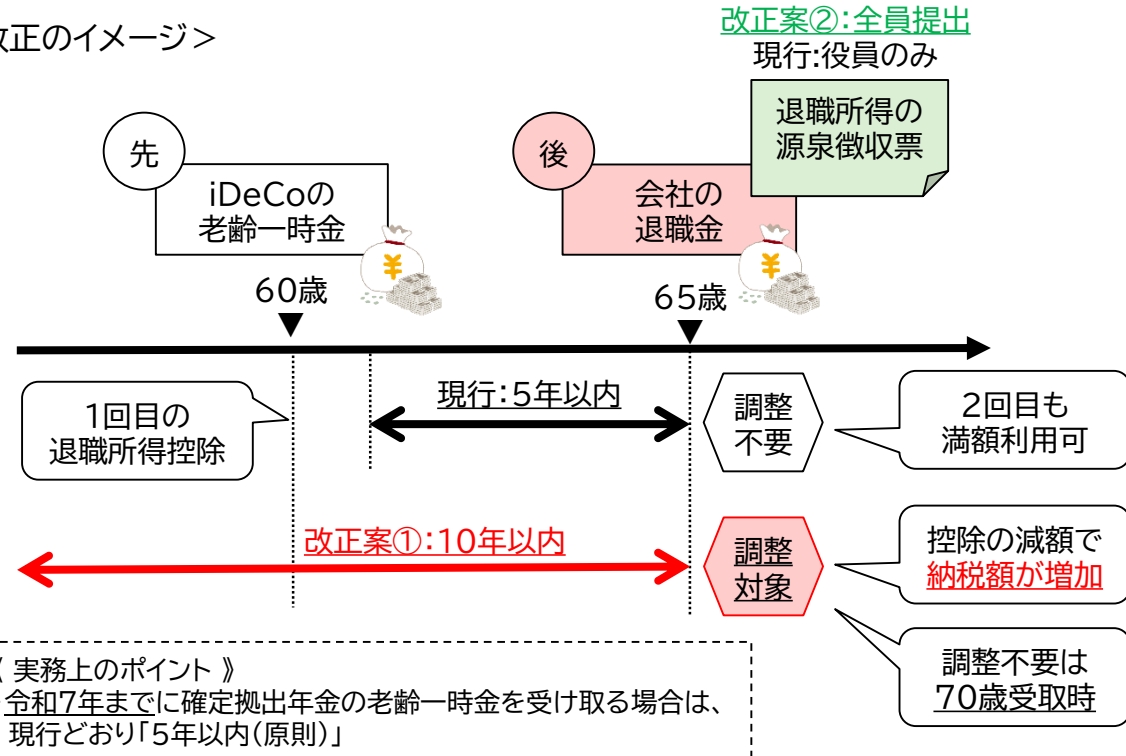 改正のイメージ＞
改正案②：全員提出
現行：役員のみ
退職所得の
源泉徴収票
先
iDeCoの
老齢一時金
¥
後
会社の
退職金
¥
60歳
65歳
1回目の
退職所得控除
現行：5年以内
調整
不要
2回目も
満額利用可
改正案①：10年以内
調整
対象
控除の減額で
納税額が増加
調整不要は
70歳受取時
《 実務上のポイント 》
令和7年までに確定拠出年金の老齢一時金を受け取る場合は、
現行どおり「5年以内(原則)」